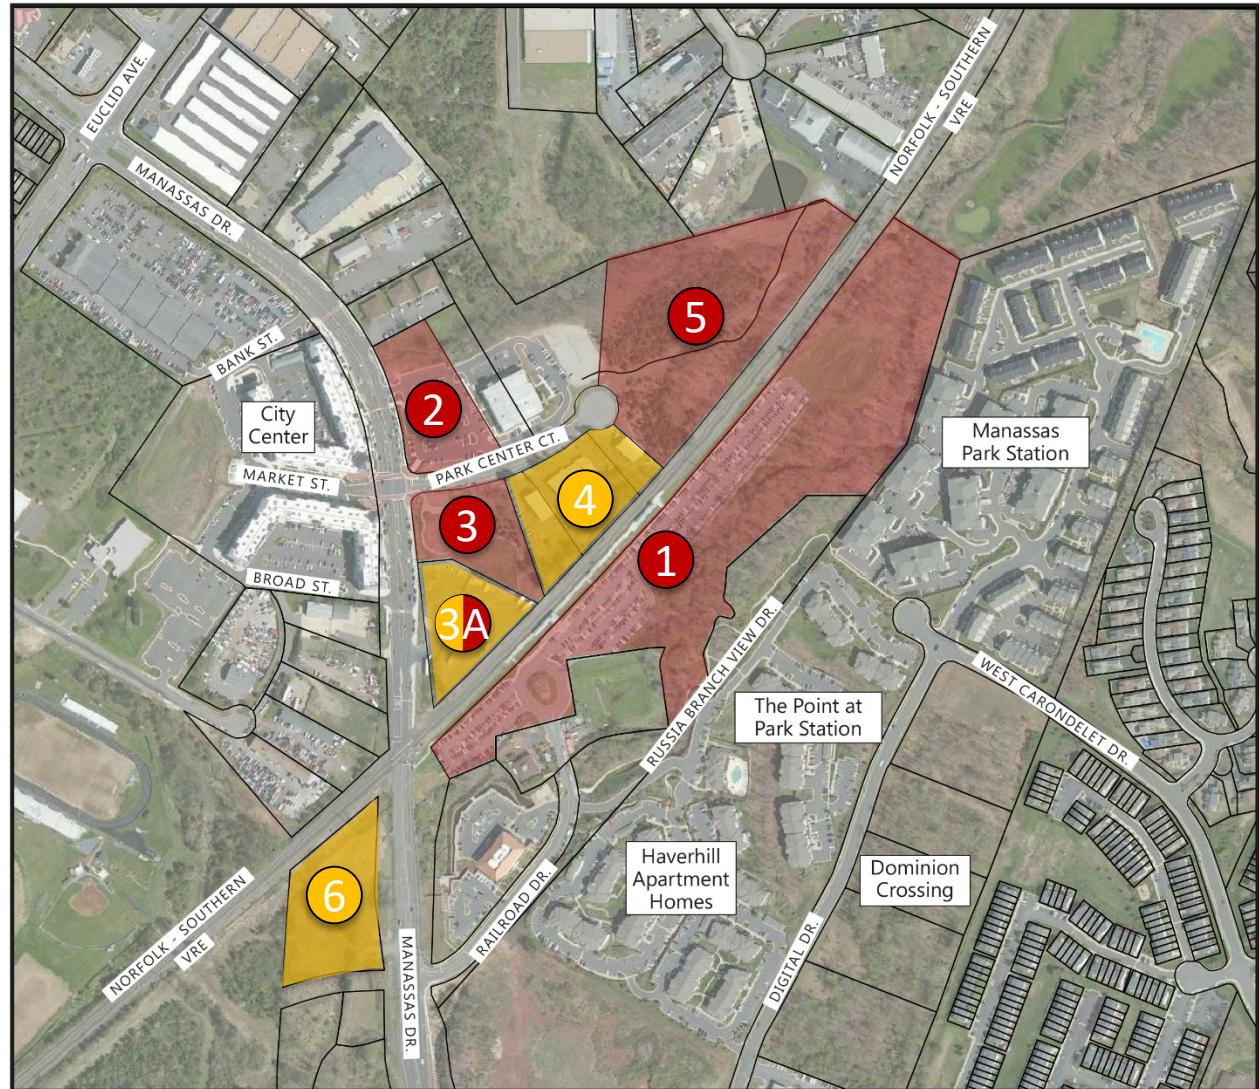 EUCLID AVE.
MANASSAS DR.
NORFOLK - SOUTHERN
VRE
5
BANK ST.
City
Center
2
Manassas
Park Station
PARK CENTER CT.
MARKET ST.
4
3
1
BROAD ST.
3A
RUSSIA BRANCH VIEW DR.
WEST CARONDELET DR.
The Point at
Park Station
Haverhill
Apartment
Homes
Dominion
Crossing
6
RAILROAD DR.
NORFOLK - SOUTHERN
VRE
DIGITAL DR.
MANASSAS DR.